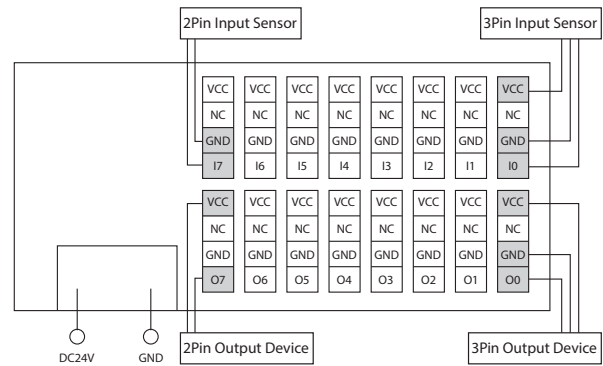 2Pin Input Sensor 3Pin Input Sensor
VCC VCC VCC VCC VCC VCC VCC VCC
NC NC NC NC NC NC NC NC
GND GND GND GND GND GND GND GND
I7 I6 I5 I4 I3 I2 I1 I0
VCC VCC VCC VCC VCC VCC VCC VCC
NC NC NC NC NC NC NC NC
GND GND GND GND GND GND GND GND
O7 O6 O5 O4 O3 O2 O1 O0
2Pin Output Device 3Pin Output Device
DC24V GND